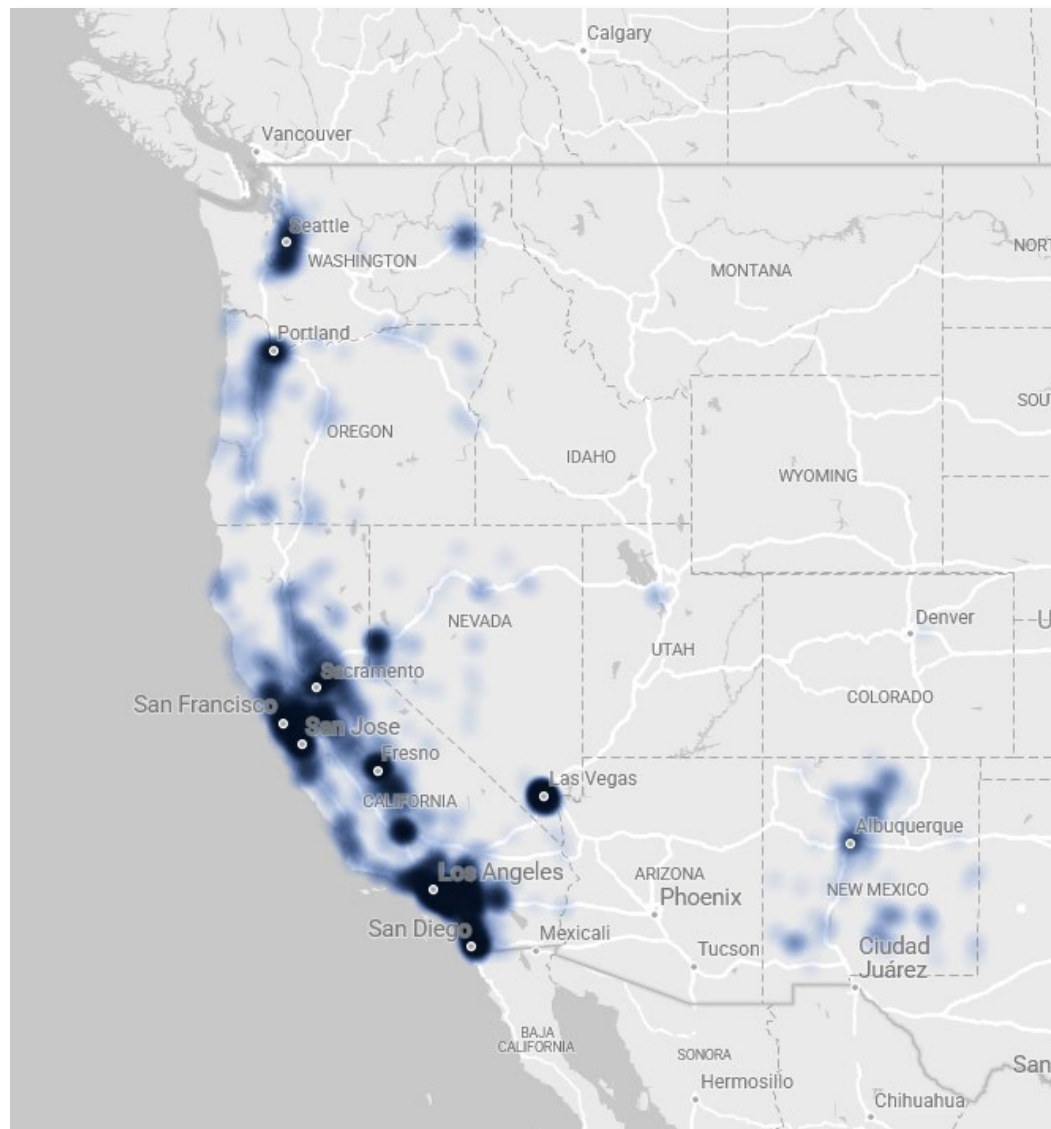 Calgary
Vancouver
Seattle
WASHINGTON
NORT
MONTANA
Portland
SOU
OREGON
IDAHO
WYOMING
Denver
NEVADA
U
UTAH
Sacramento
COLORADO
San Francisco
San Jose
Fresno
Las Vegas
CALIFORNIA
Albuquerque
Los Angeles
ARIZONA
NEW MEXICO
Phoenix
San Diego
Mexicali
Tucson
Ciudad
Juárez
BAJA
CALIFORNIA
SONORA
San
Hermosillo
Chihuahua